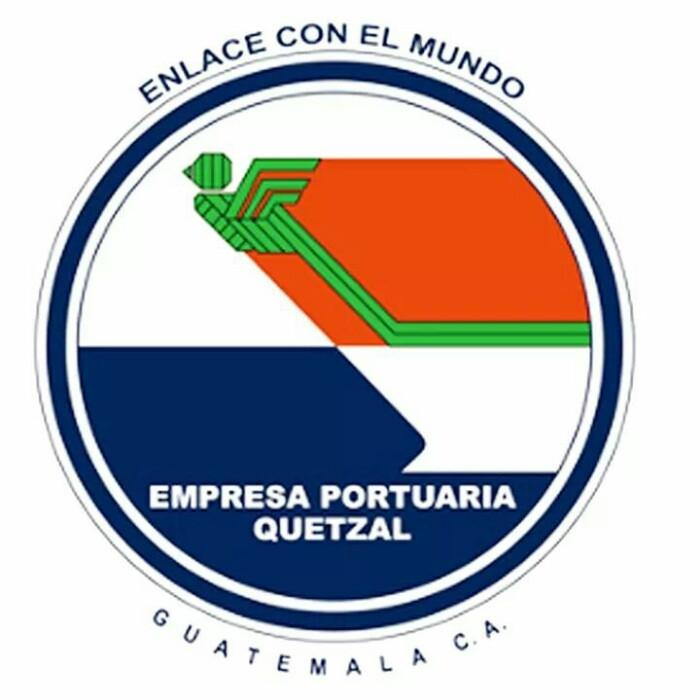 ENLACE CON EL MUNDO
EMPRESA PORTUARIA
QUETZAL
GUATEMALA C.A.